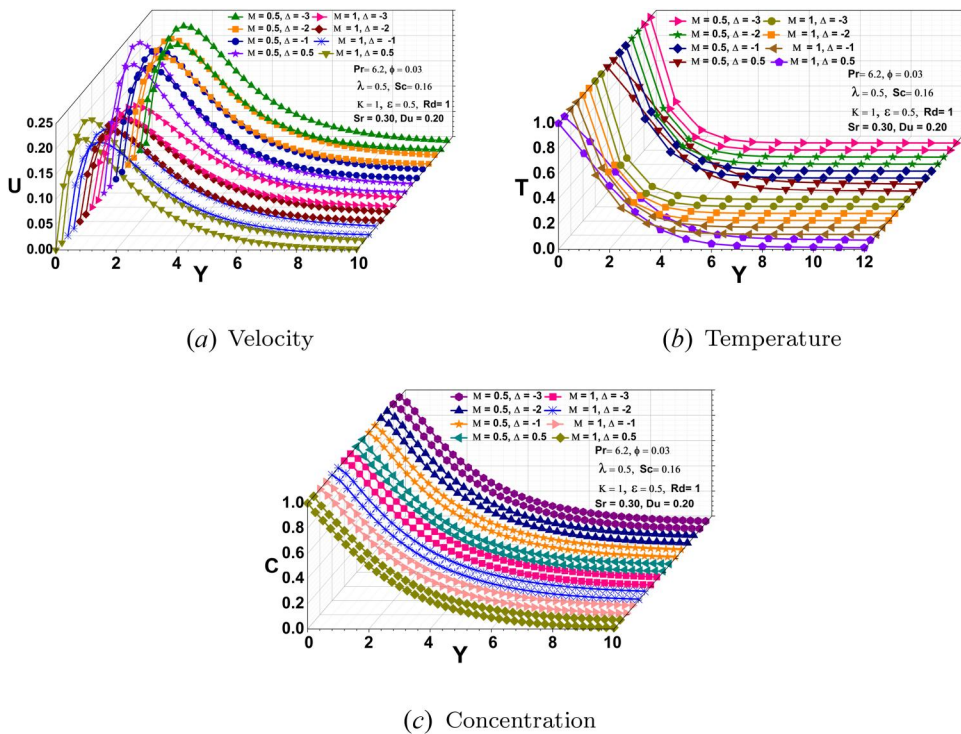 M = 0.5, Δ = -3 M = 1, Δ = -3
M = 0.5, Δ = -2 M = 1, Δ = -2
M = 0.5, Δ = -1 M = 1, Δ = -1
M = 0.5, Δ = 0.5 M = 1, Δ = 0.5
Pr= 6.2, ϕ = 0.03
λ = 0.5, Sc= 0.16
K = 1, ε = 0.5, Rd= 1
Sr = 0.30, Du = 0.20
0.25
0.20
U
0.15
0.10
0.05
0.00
0 2 4 6 8 10
Y
(a) Velocity
M = 0.5, Δ = -3 M = 1, Δ = -3
M = 0.5, Δ = -2 M = 1, Δ = -2
M = 0.5, Δ = -1 M = 1, Δ = -1
M = 0.5, Δ = 0.5 M = 1, Δ = 0.5
Pr= 6.2, ϕ = 0.03
λ = 0.5, Sc= 0.16
K = 1, ε = 0.5, Rd= 1
Sr = 0.30, Du = 0.20
1.0
0.8
0.6
T
0.4
0.2
0.0
0 2 4 6 8 10 12
Y
(b) Temperature
M = 0.5, Δ = -3 M = 1, Δ = -3
M = 0.5, Δ = -2 M = 1, Δ = -2
M = 0.5, Δ = -1 M = 1, Δ = -1
M = 0.5, Δ = 0.5 M = 1, Δ = 0.5
Pr= 6.2, ϕ = 0.03
λ = 0.5, Sc= 0.16
K = 1, ε = 0.5, Rd= 1
Sr = 0.30, Du = 0.20
1.0
0.8
0.6
C
0.4
0.2
0.0
0 2 4 6 8 10
Y
(c) Concentration